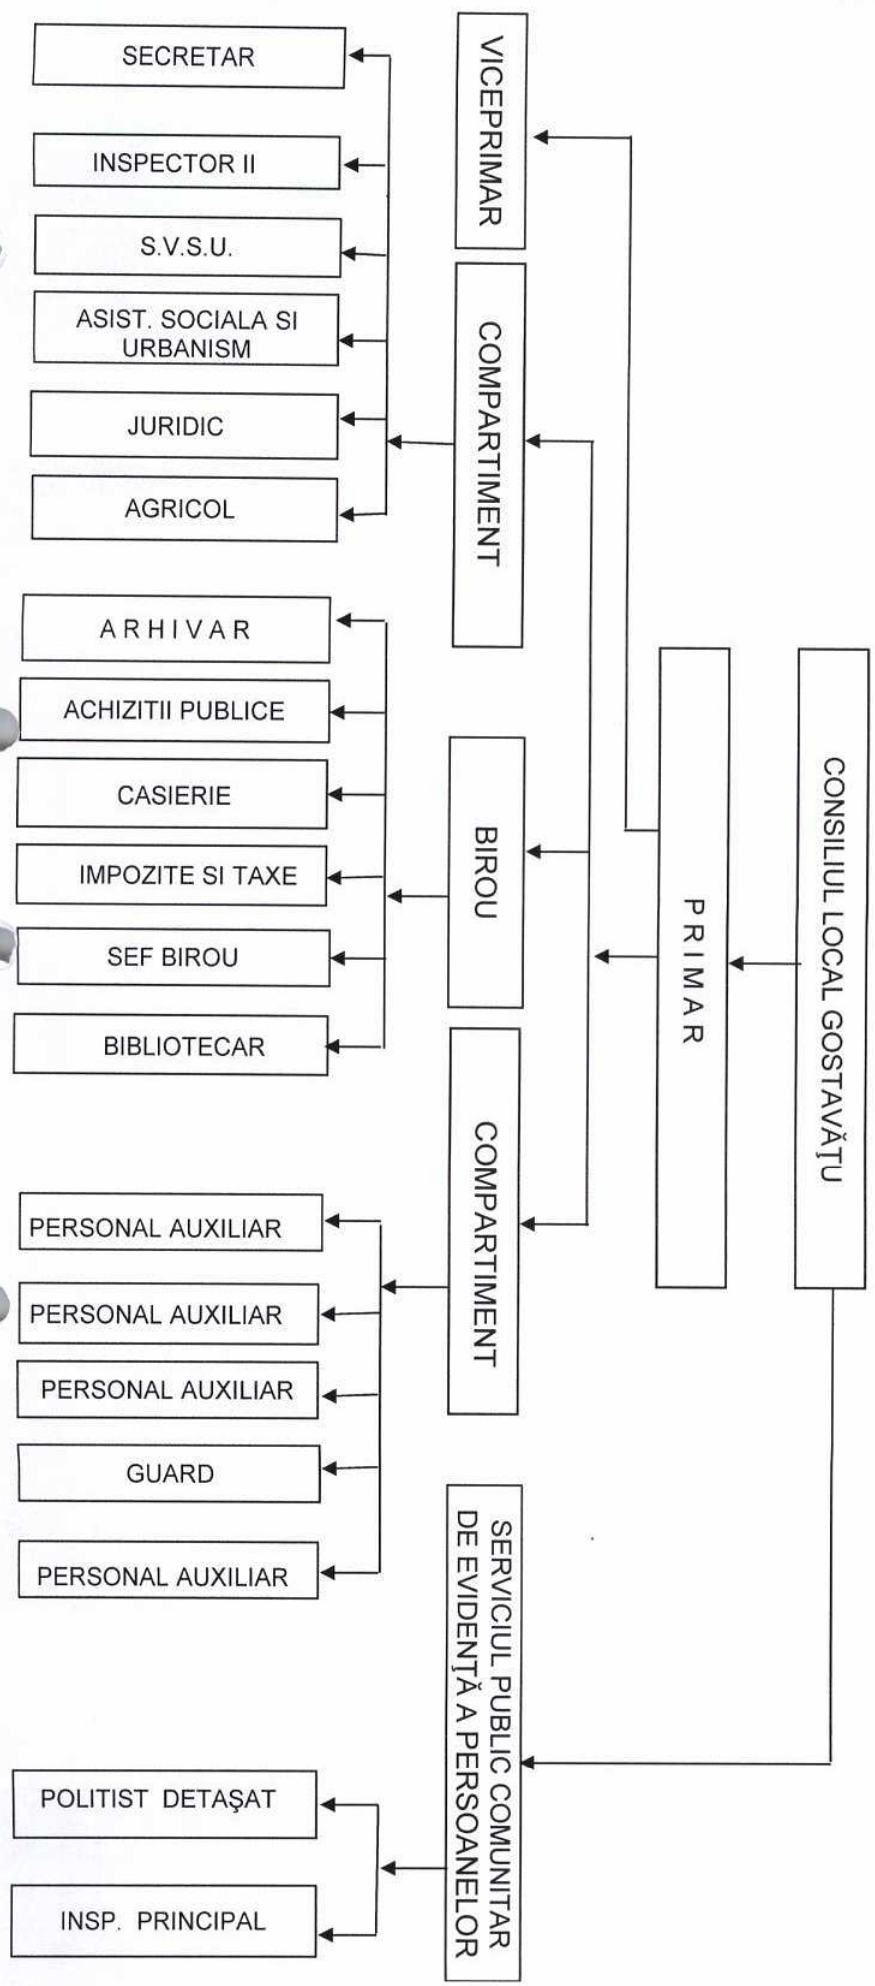 CONSILIUL LOCAL GOSTAVĂŢU
P R I M A R
VICEPRIMAR
COMPARTIMENT
BIROU
COMPARTIMENT
SERVICIUL PUBLIC COMUNITAR
DE EVIDENŢĂ A PERSOANELOR
SECRETAR
INSPECTOR II
S.V.S.U.
ASIST. SOCIALA SI
URBANISM
JURIDIC
AGRICOL
A R H I V A R
ACHIZITII PUBLICE
CASIERIE
IMPOZITE SI TAXE
SEF BIROU
BIBLIOTECAR
PERSONAL AUXILIAR
PERSONAL AUXILIAR
PERSONAL AUXILIAR
GUARD
PERSONAL AUXILIAR
POLITIST DETAŞAT
INSP. PRINCIPAL